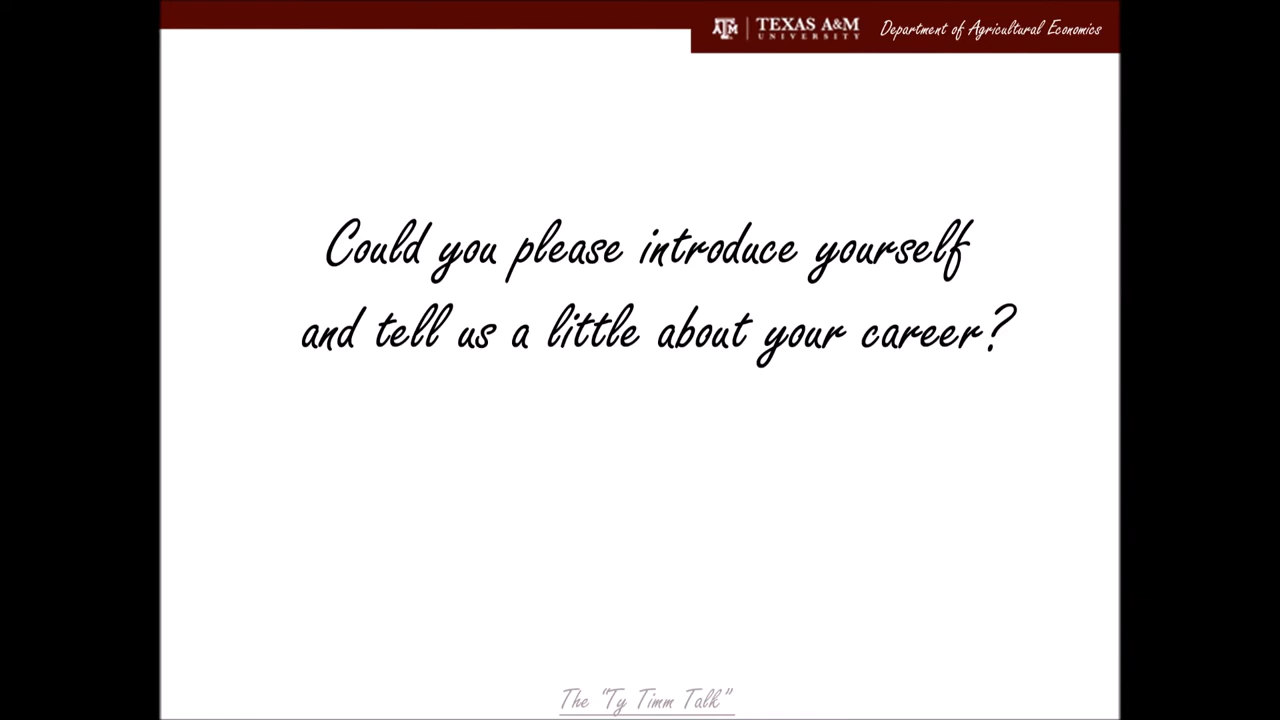 TEXAS A&M
UNIVERSITY
Department of Agricultural Economics
Could you please introduce yourself
and tell us a little about your career?
The "Ty Timm Talk"